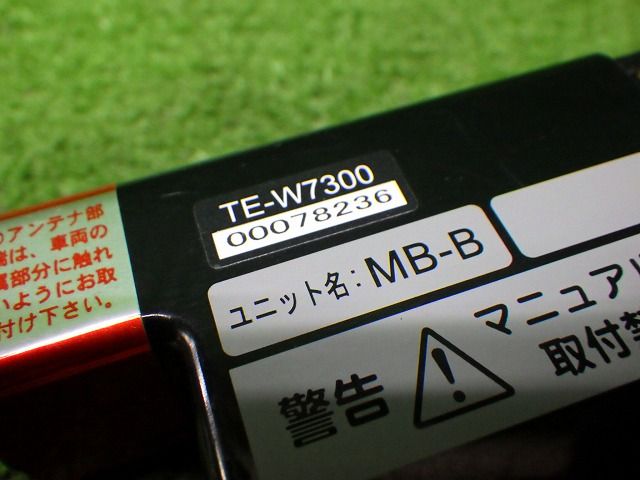 TE-W7300
00078236
ユニット名: MB-B
のアンテナ部
は、車両の
属部分に触れ
いようにお取
付け下さい。
警告
マニュアル
取付